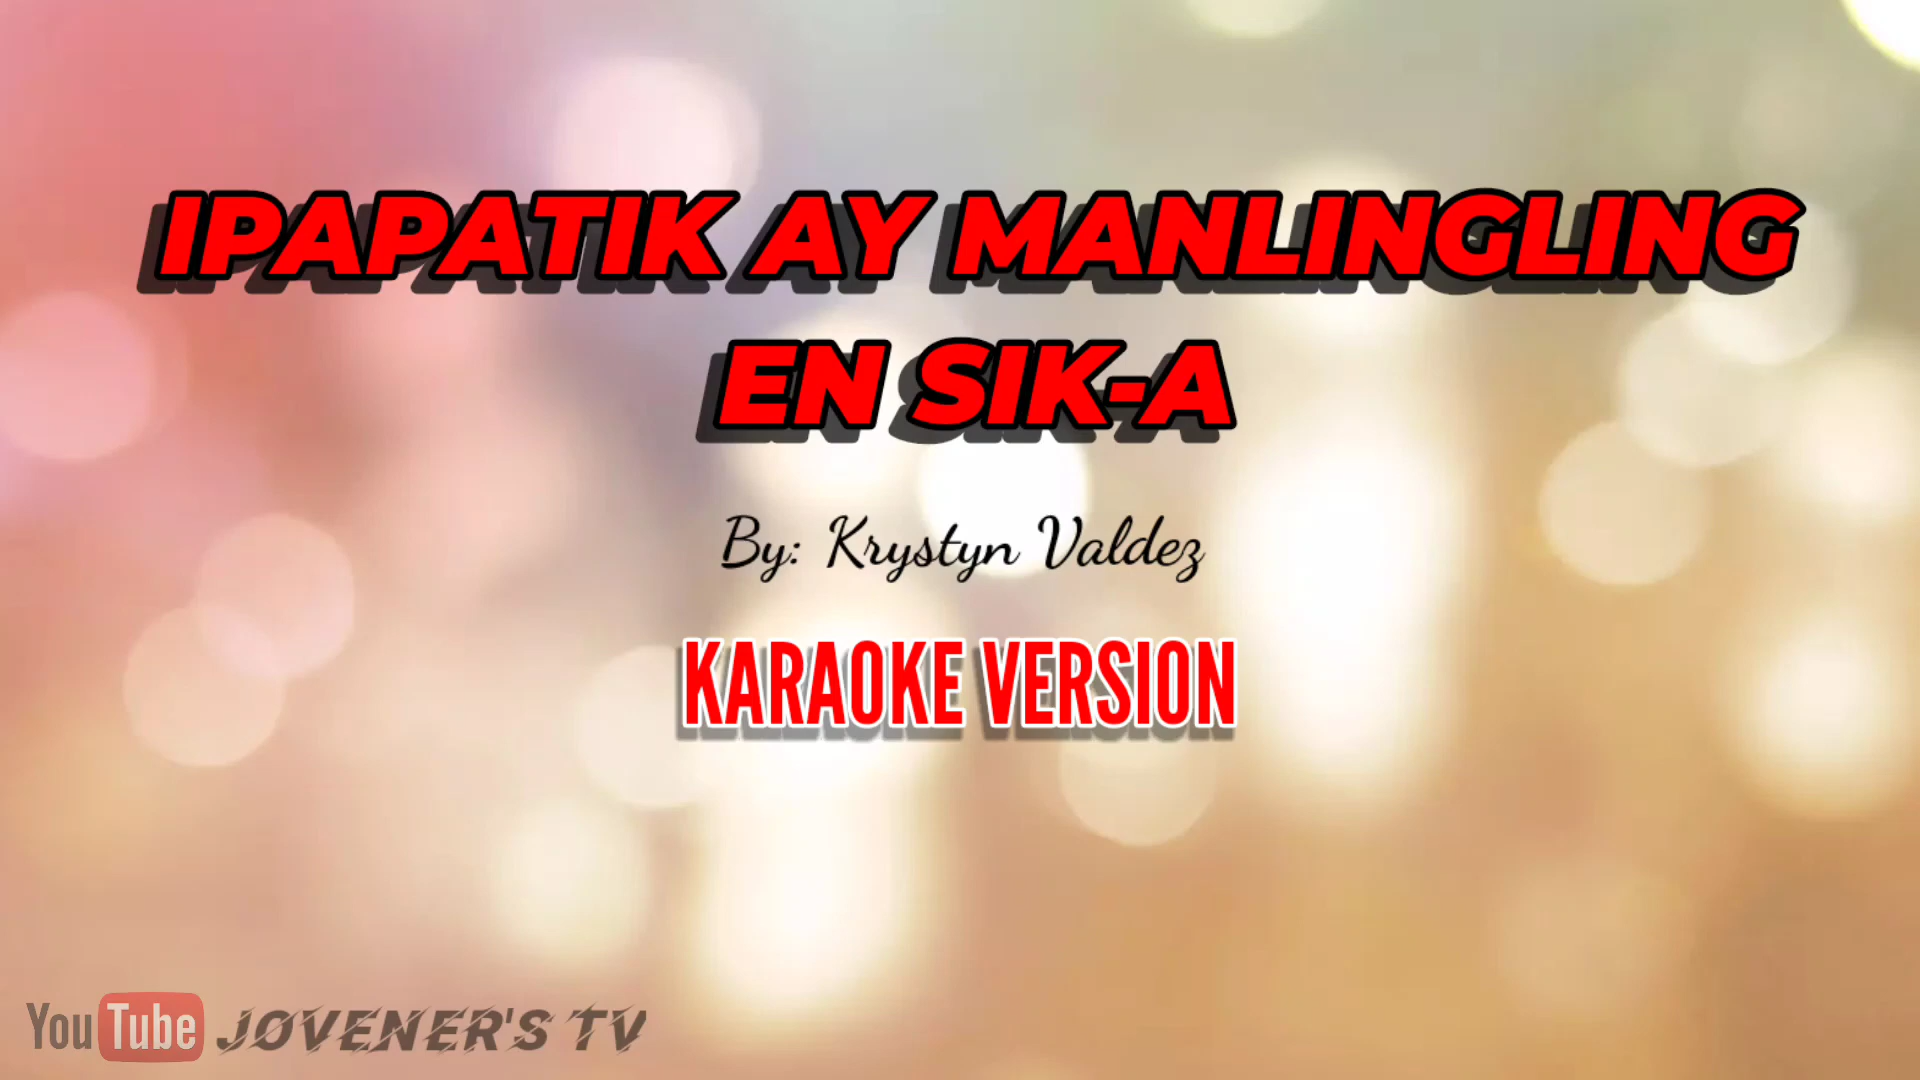 IPAPATIK AY MANLINGLING
EN SIK-A
By: Krystyn Valdez
KARAOKE VERSION
YouTube JOVENER'S TV